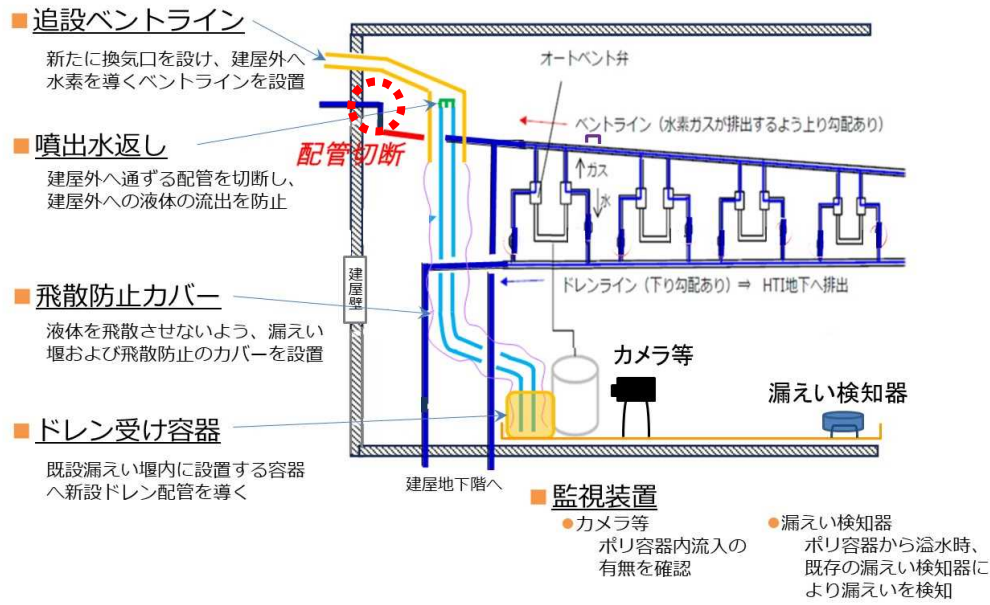 ■追設ベントライン
新たに換気口を設け、建屋外へ
水素を導くベントラインを設置
■噴出水返し
建屋外へ通ずる配管を切断し、
建屋外への液体の流出を防止
■飛散防止カバー
液体を飛散させないよう、漏えい
堰および飛散防止のカバーを設置
■ドレン受け容器
既設漏えい堰内に設置する容器
へ新設ドレン配管を導く
オートベント弁
ベントライン（水素ガスが排出するよう上り勾配あり）
配管切断
ガス
水
建屋壁
ドレンライン（下り勾配あり）⇒ HTI地下へ排出
カメラ等
漏えい検知器
建屋地下階へ
■監視装置
●カメラ等
ポリ容器内流入の
有無を確認
●漏えい検知器
ポリ容器から溢水時、
既存の漏えい検知器に
より漏えいを検知